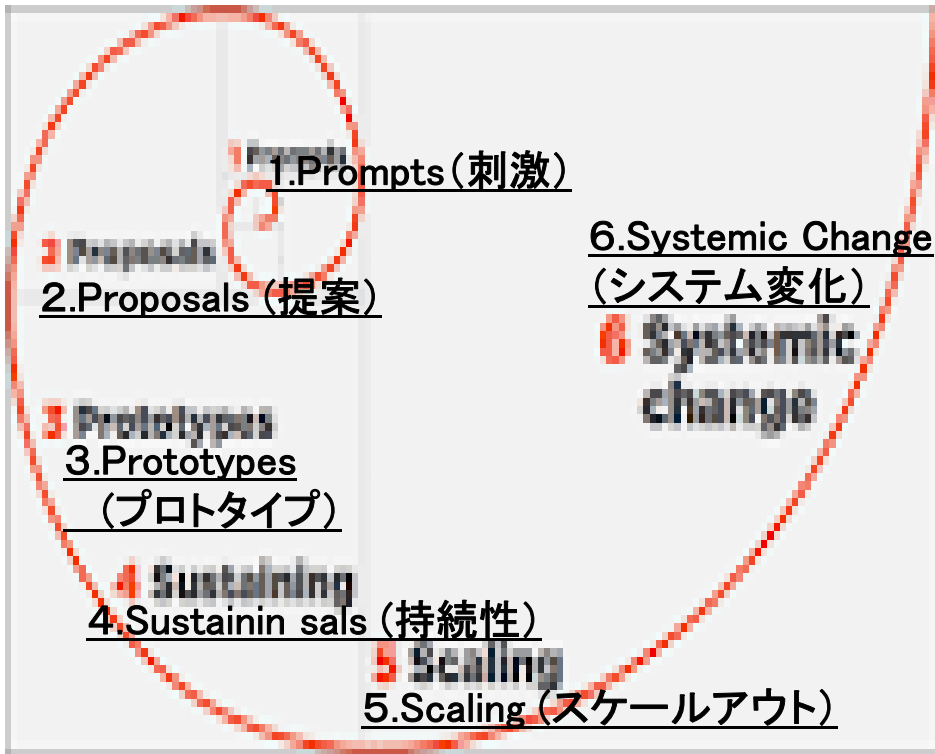 1 Prompts
1.Prompts（刺激）
2 Proposals
2.Proposals（提案）
3 Prototypes
3.Prototypes
（プロトタイプ）
4 Sustaining
4.Sustainin sals（持続性）
5 Scaling
5.Scaling（スケールアウト）
6.Systemic Change
（システム変化）
6 Systemic
change